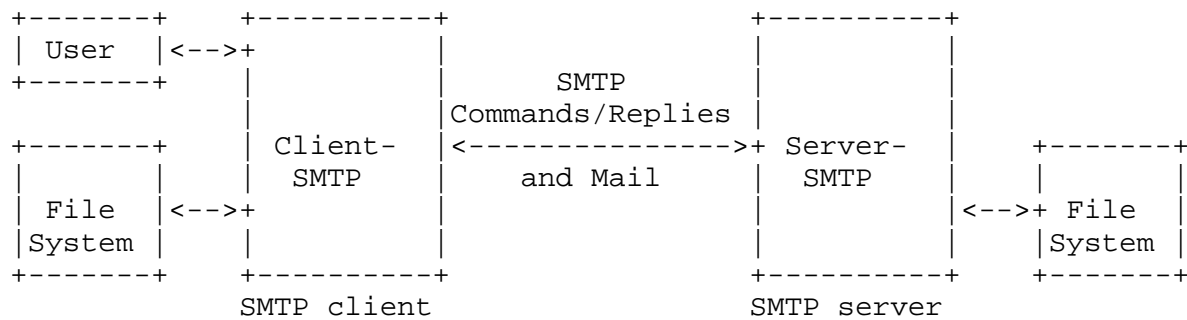 User
SMTP
Commands/Replies
Client-
SMTP
and Mail
Server-
SMTP
File
System
File
System
SMTP client
SMTP server